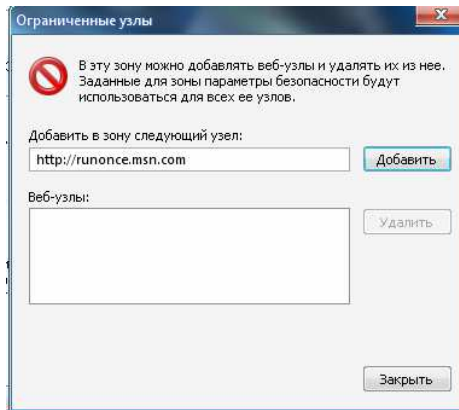 Ограниченные узлы
В эту зону можно добавлять веб-узлы и удалять их из нее.
Заданные для зоны параметры безопасности будут
использоваться для всех ее узлов.
Добавить в зону следующий узел:
http://runonce.msn.com
Добавить
Веб-узлы:
Удалить
Закрыть